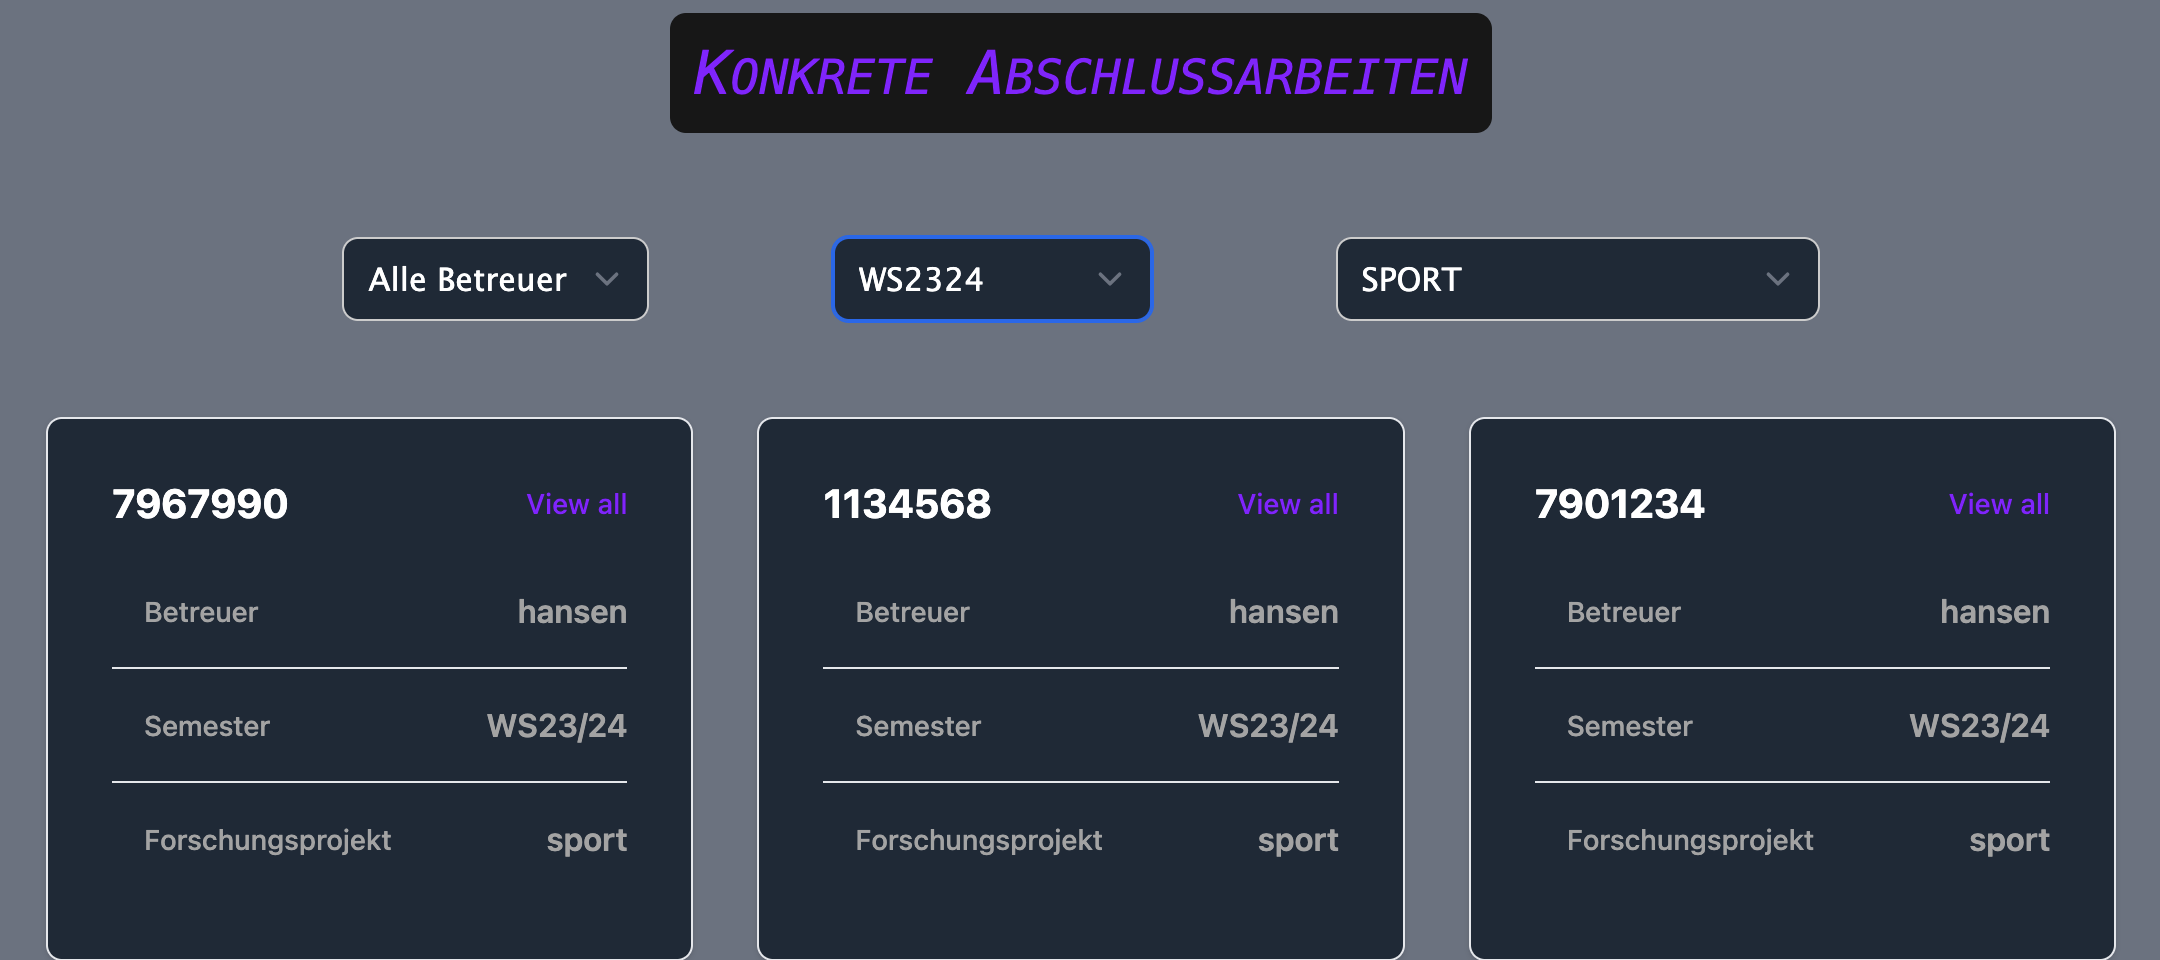 Konkrete Abschlussarbeiten
Alle Betreuer
WS2324
SPORT
7967990 View all
Betreuer hansen
Semester WS23/24
Forschungsprojekt sport
1134568 View all
Betreuer hansen
Semester WS23/24
Forschungsprojekt sport
7901234 View all
Betreuer hansen
Semester WS23/24
Forschungsprojekt sport